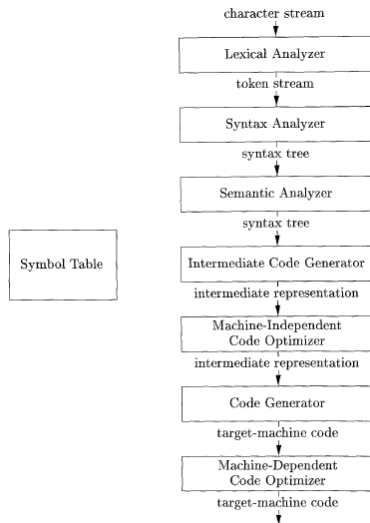 character stream
Lexical Analyzer
token stream
Syntax Analyzer
syntax tree
Semantic Analyzer
syntax tree
Symbol Table
Intermediate Code Generator
intermediate representation
Machine-Independent
Code Optimizer
intermediate representation
Code Generator
target-machine code
Machine-Dependent
Code Optimizer
target-machine code